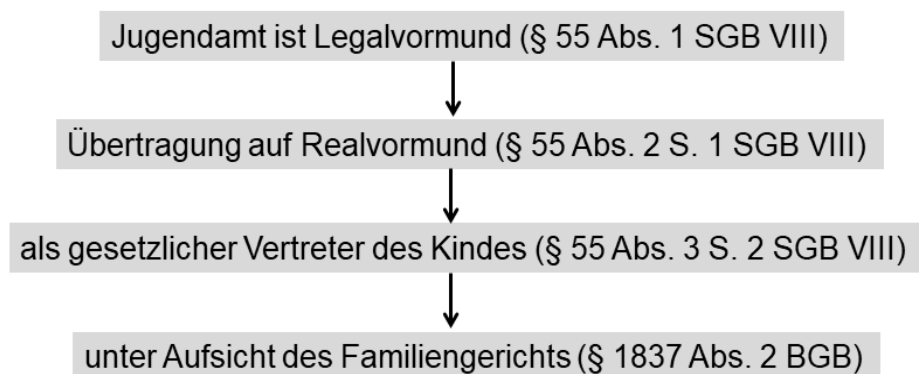 Jugendamt ist Legalvormund (§ 55 Abs. 1 SGB VIII)
Übertragung auf Realvormund (§ 55 Abs. 2 S. 1 SGB VIII)
als gesetzlicher Vertreter des Kindes (§ 55 Abs. 3 S. 2 SGB VIII)
unter Aufsicht des Familiengerichts (§ 1837 Abs. 2 BGB)